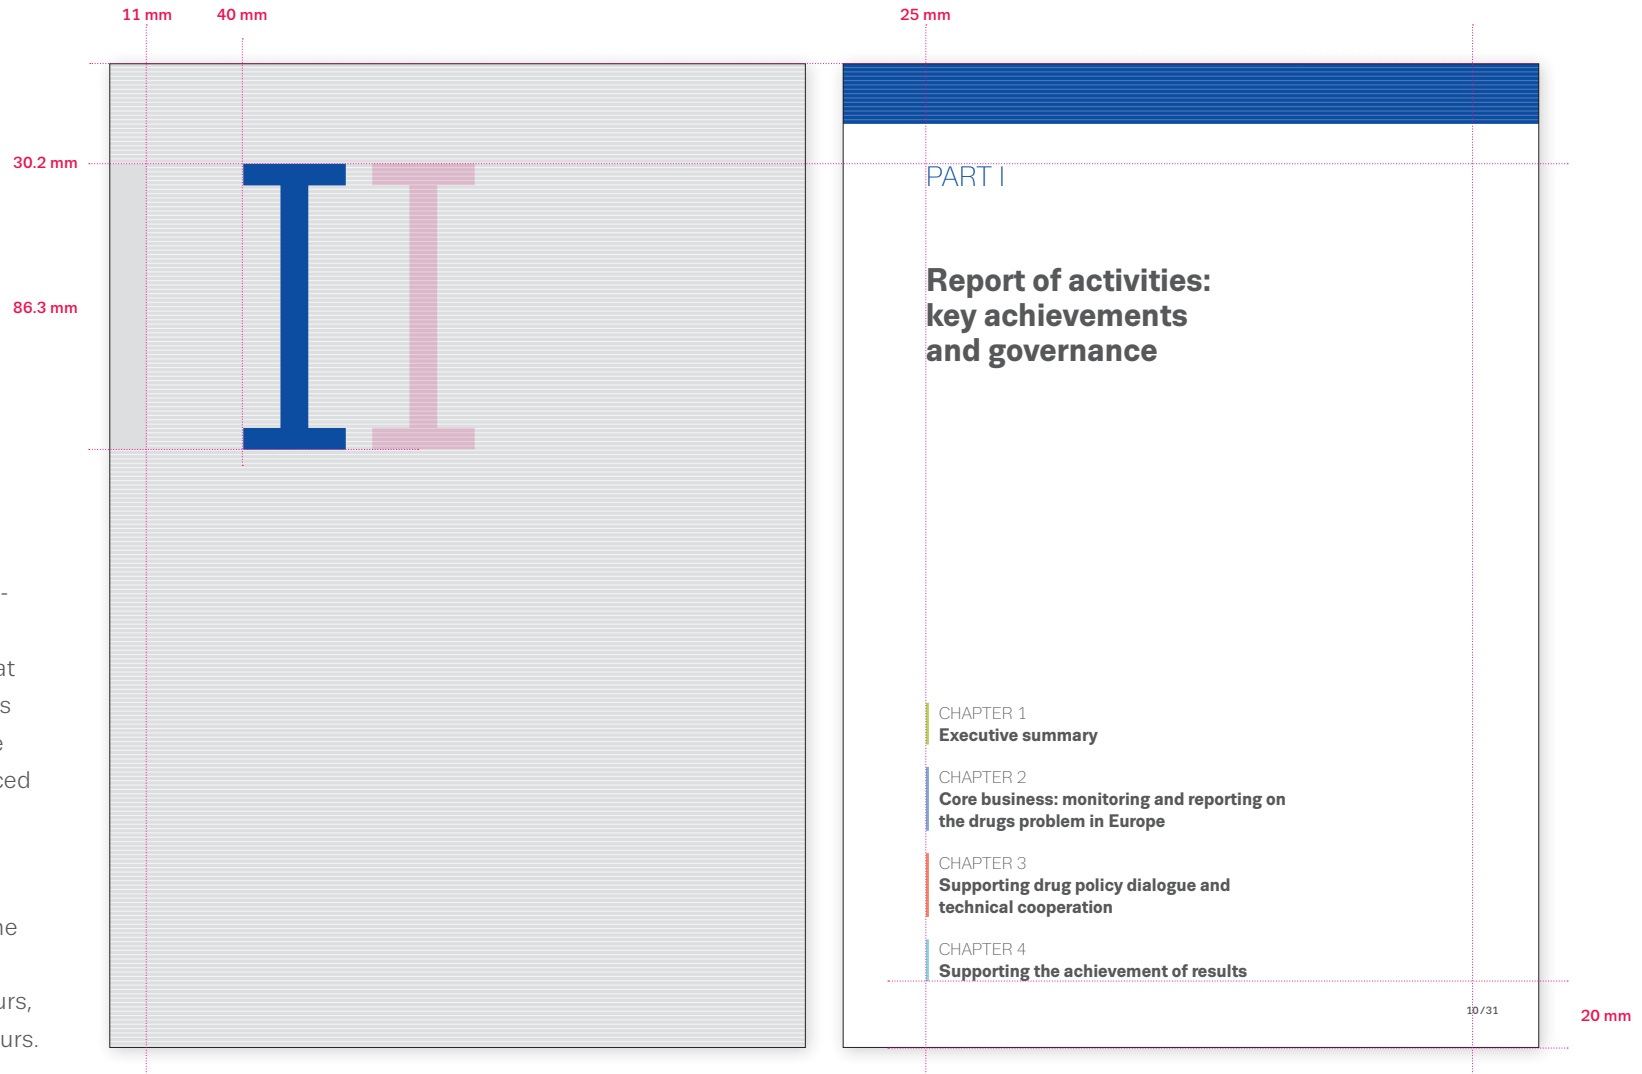 11 mm
40 mm
25 mm
30.2 mm
86.3 mm
II
PART I
Report of activities:
key achievements
and governance
CHAPTER 1
Executive summary
CHAPTER 2
Core business: monitoring and reporting on
the drugs problem in Europe
CHAPTER 3
Supporting drug policy dialogue and
technical cooperation
CHAPTER 4
Supporting the achievement of results
10/31
20 mm